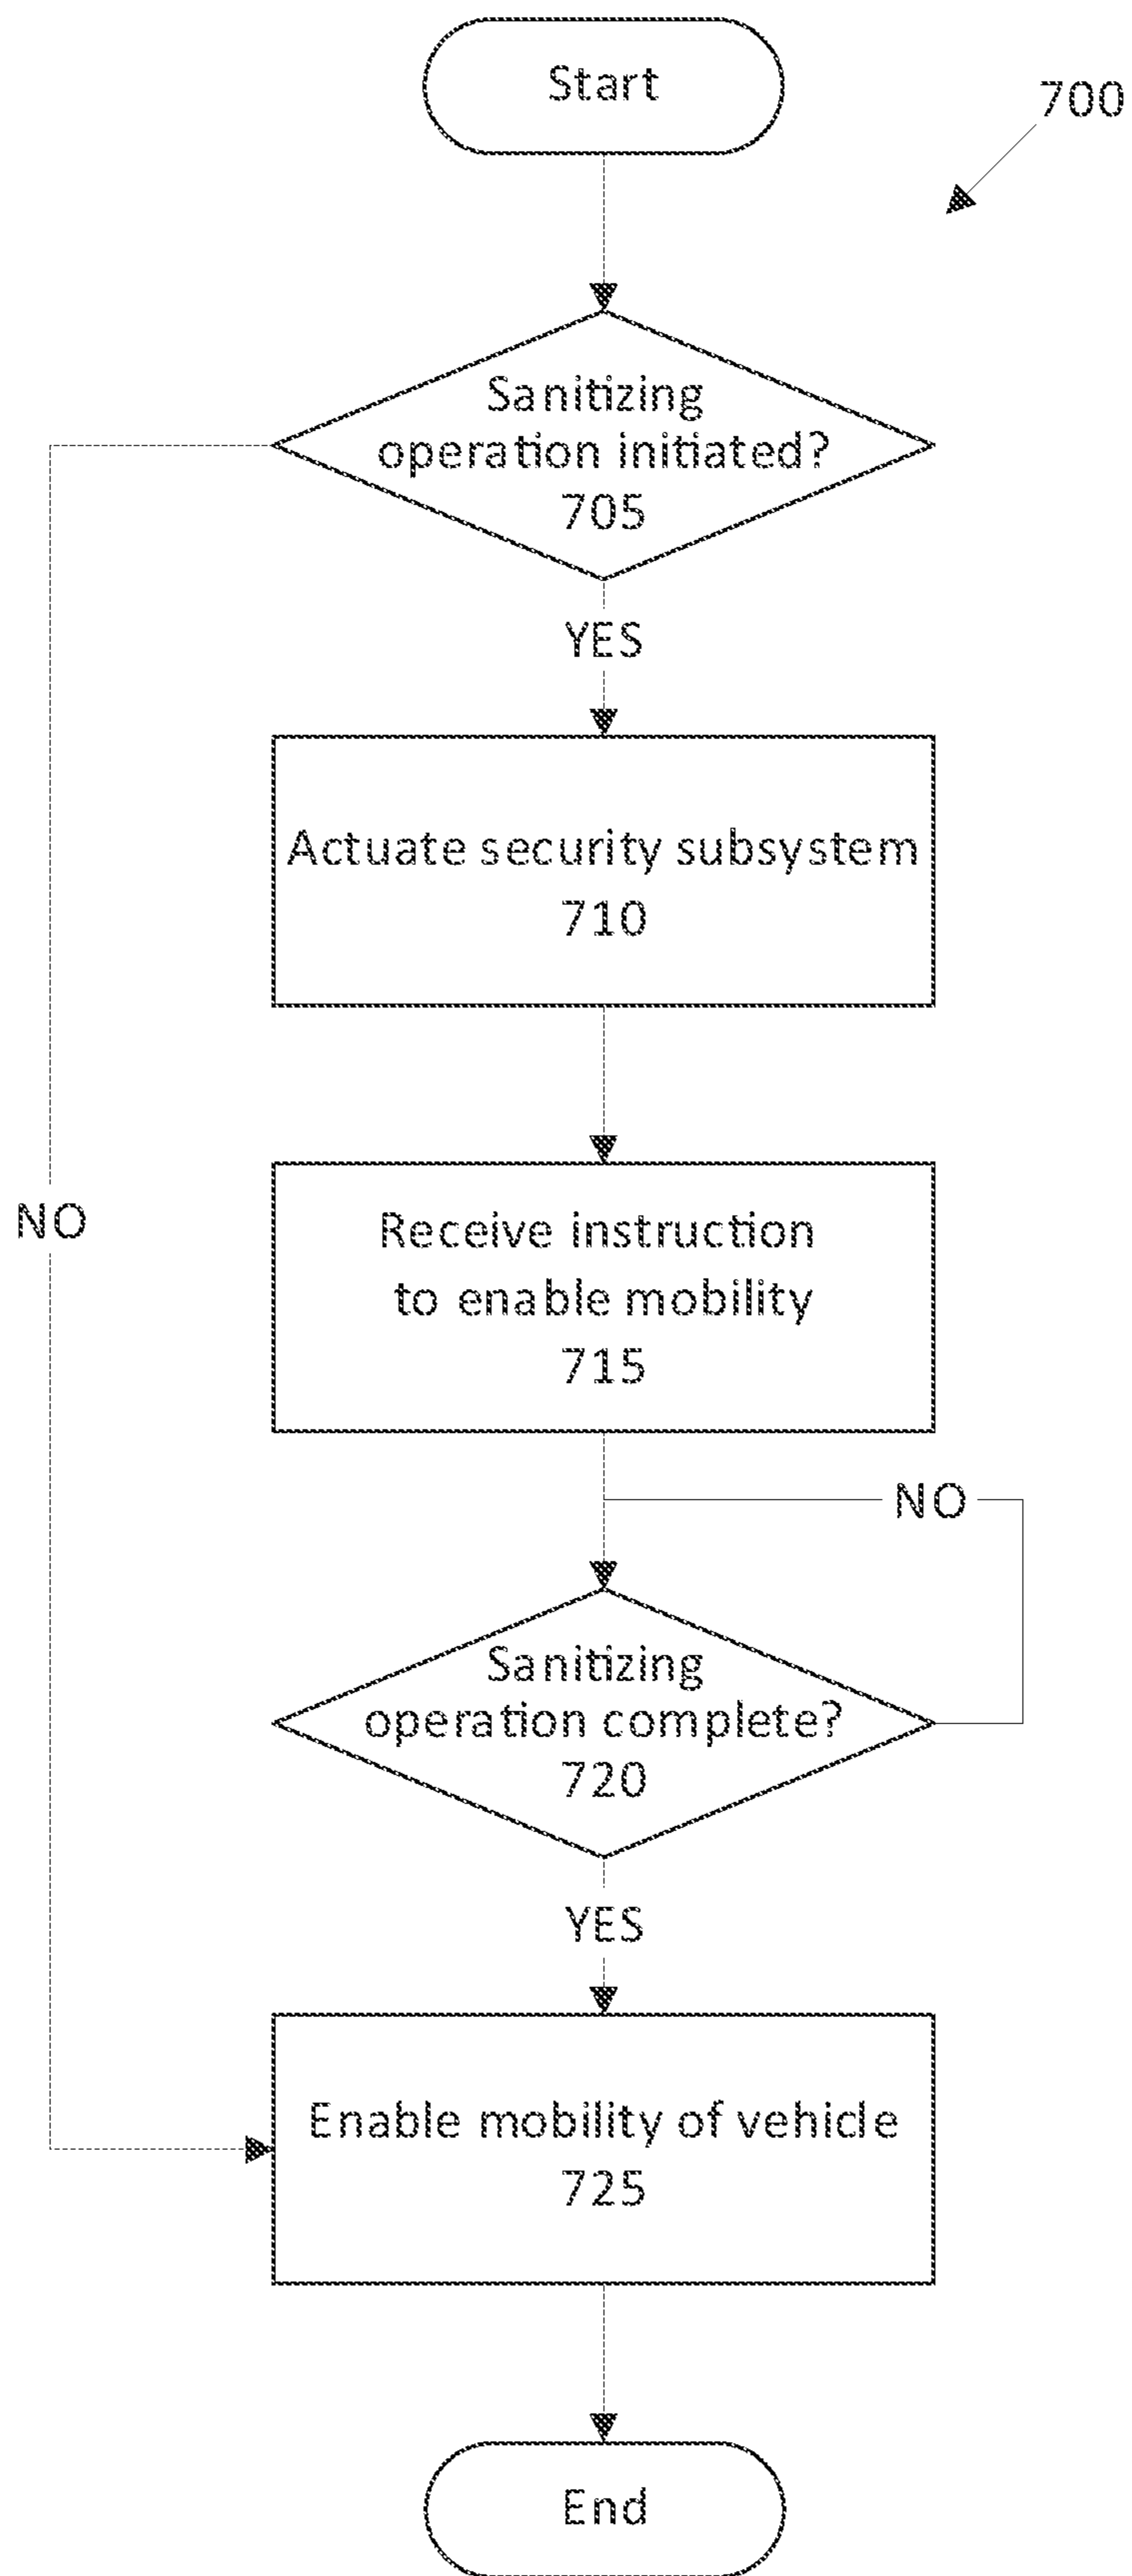 Start
700
Sanitizing
operation initiated?
705
YES
Actuate security subsystem
710
NO
Receive instruction
to enable mobility
715
NO
Sanitizing
operation complete?
720
YES
Enable mobility of vehicle
725
End